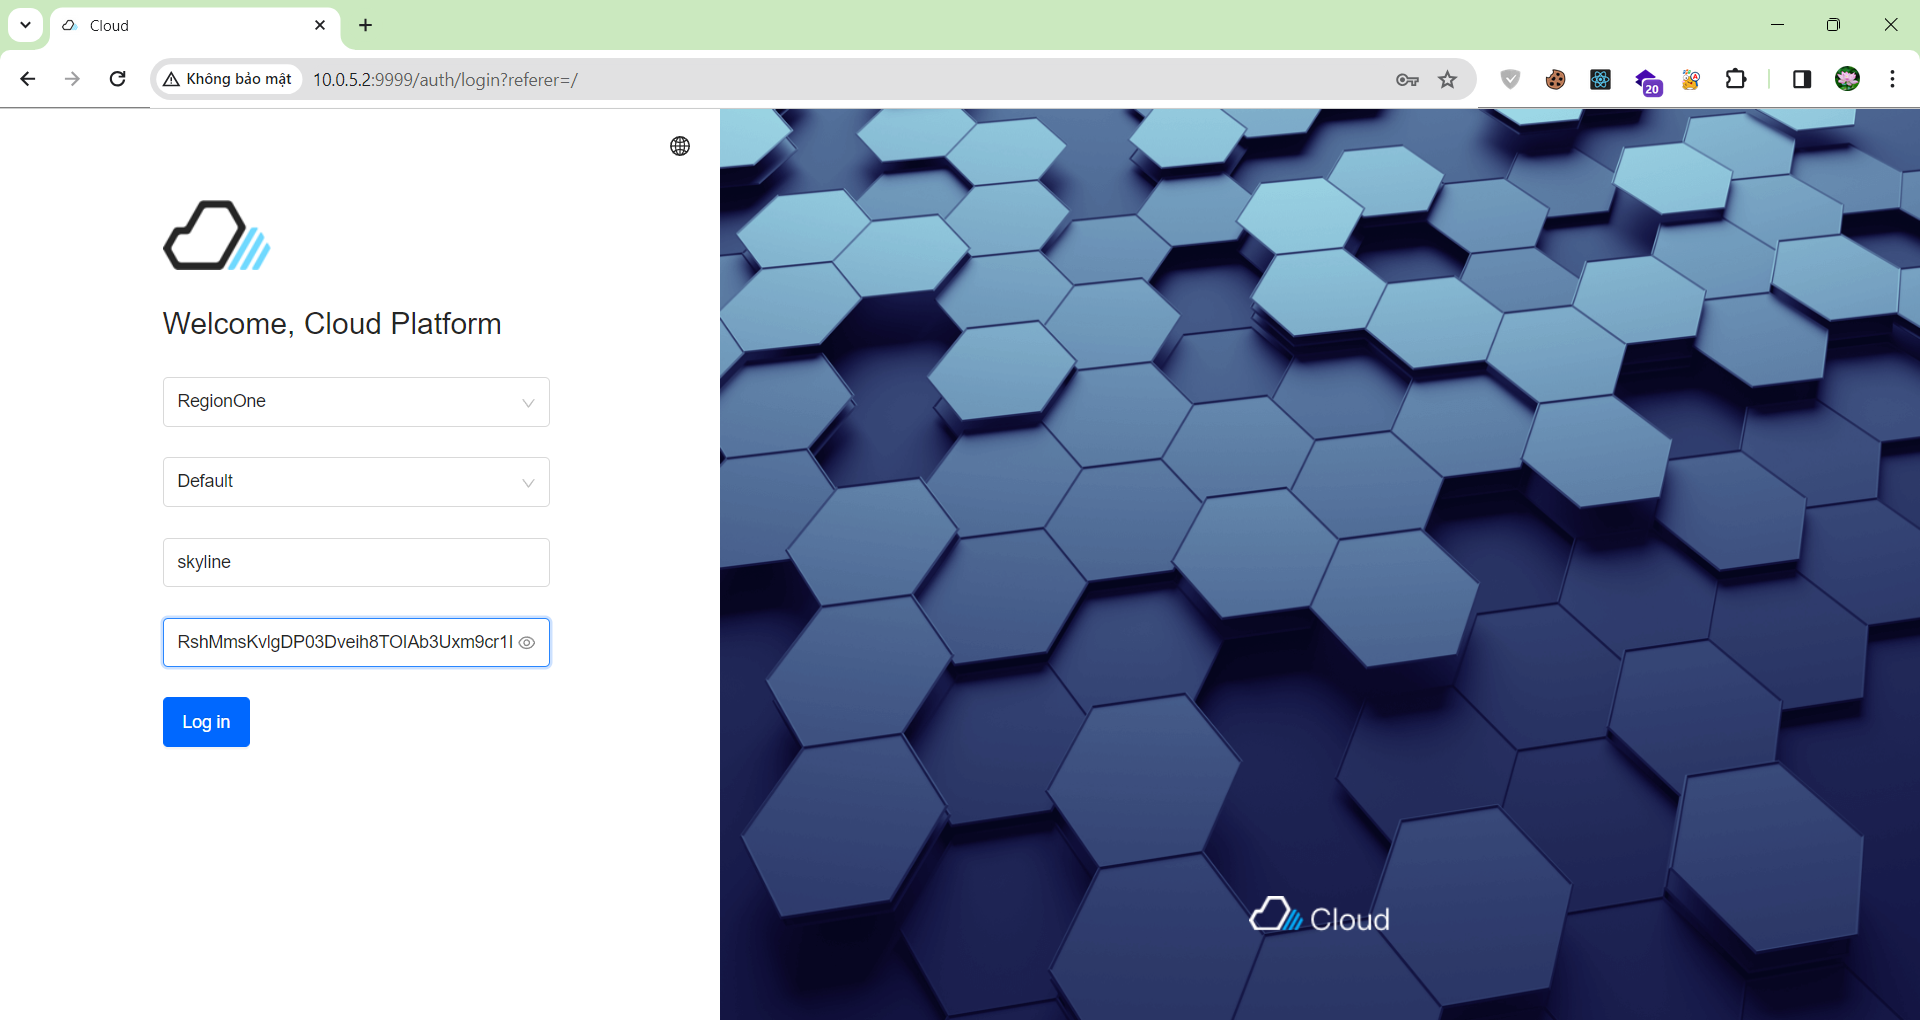 Cloud
Không bảo mật
10.0.5.2:9999/auth/login?referer=/
20
Welcome, Cloud Platform
RegionOne
Default
skyline
RshMmsKvlgDP03Dveih8TOlAb3Uxm9cr1l
Log in
Cloud